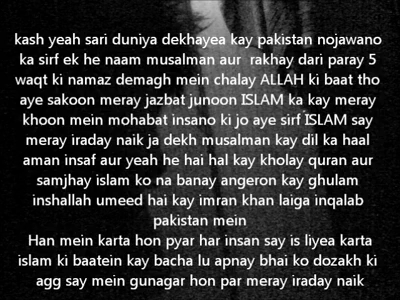 kash yeah sari duniya dekhayea kay pakistan nojawano
ka sirf ek he naam musalman aur rakhay dari paray 5
waqt ki namaz demagh mein chalay ALLAH ki baat tho
aye sakoon meray jazbat junoon ISLAM ka kay meray
khoon mein mohabat insano ki jo aye sirf ISLAM say
meray iraday naik ja dekh musalman kay dil ka haal
aman insaf aur yeah he hai hal kay kholay quran aur
samjhay islam ko na banay angeron kay ghulam
inshallah umeed hai kay imran khan laiga inqalab
pakistan mein
Han mein karta hon pyar har insan say is liyea karta
islam ki baatein kay bacha lu apnay bhai ko dozakh ki
agg say mein gunagar hon par meray iraday naik